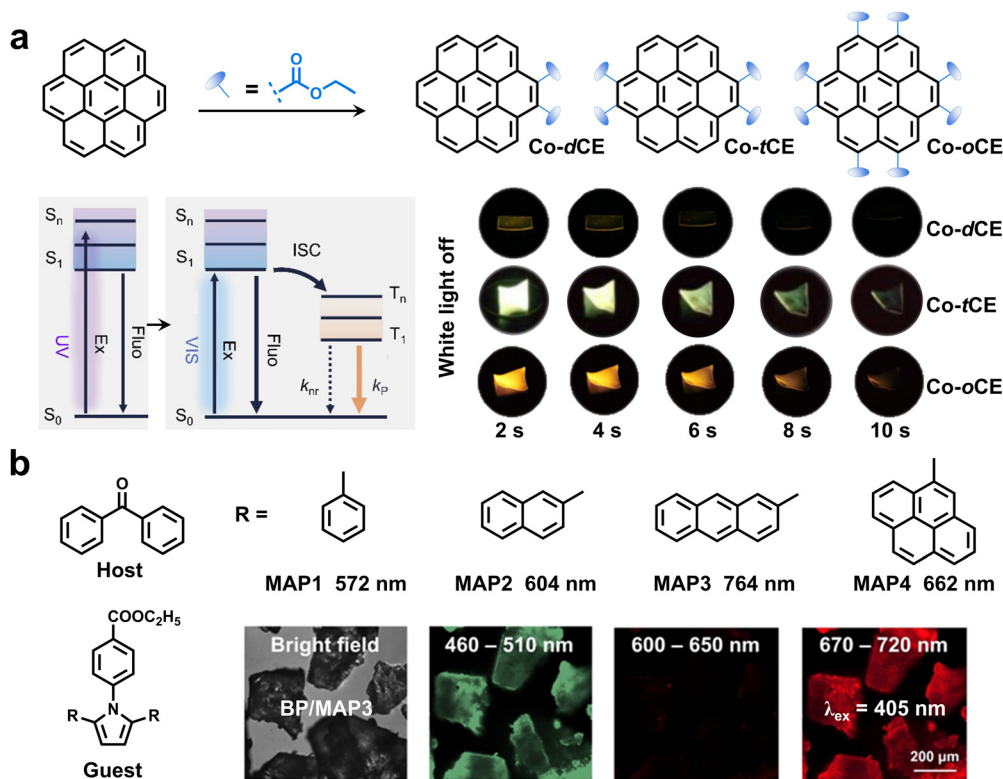 a
= O O
Co-dCE
Co-tCE
Co-oCE
Sn
S1
S0
UV
Ex
Fluo
Sn
S1
VIS
Ex
Fluo
ISC
Tn
T1
knr
kP
White light off
Co-dCE
Co-tCE
Co-oCE
2 s 4 s 6 s 8 s 10 s
b
O
Host
R =
MAP1 572 nm
MAP2 604 nm
MAP3 764 nm
MAP4 662 nm
COOC2H5
N
R R
Guest
Bright field
BP/MAP3
460 – 510 nm
600 – 650 nm
670 – 720 nm
λex = 405 nm
200 μm